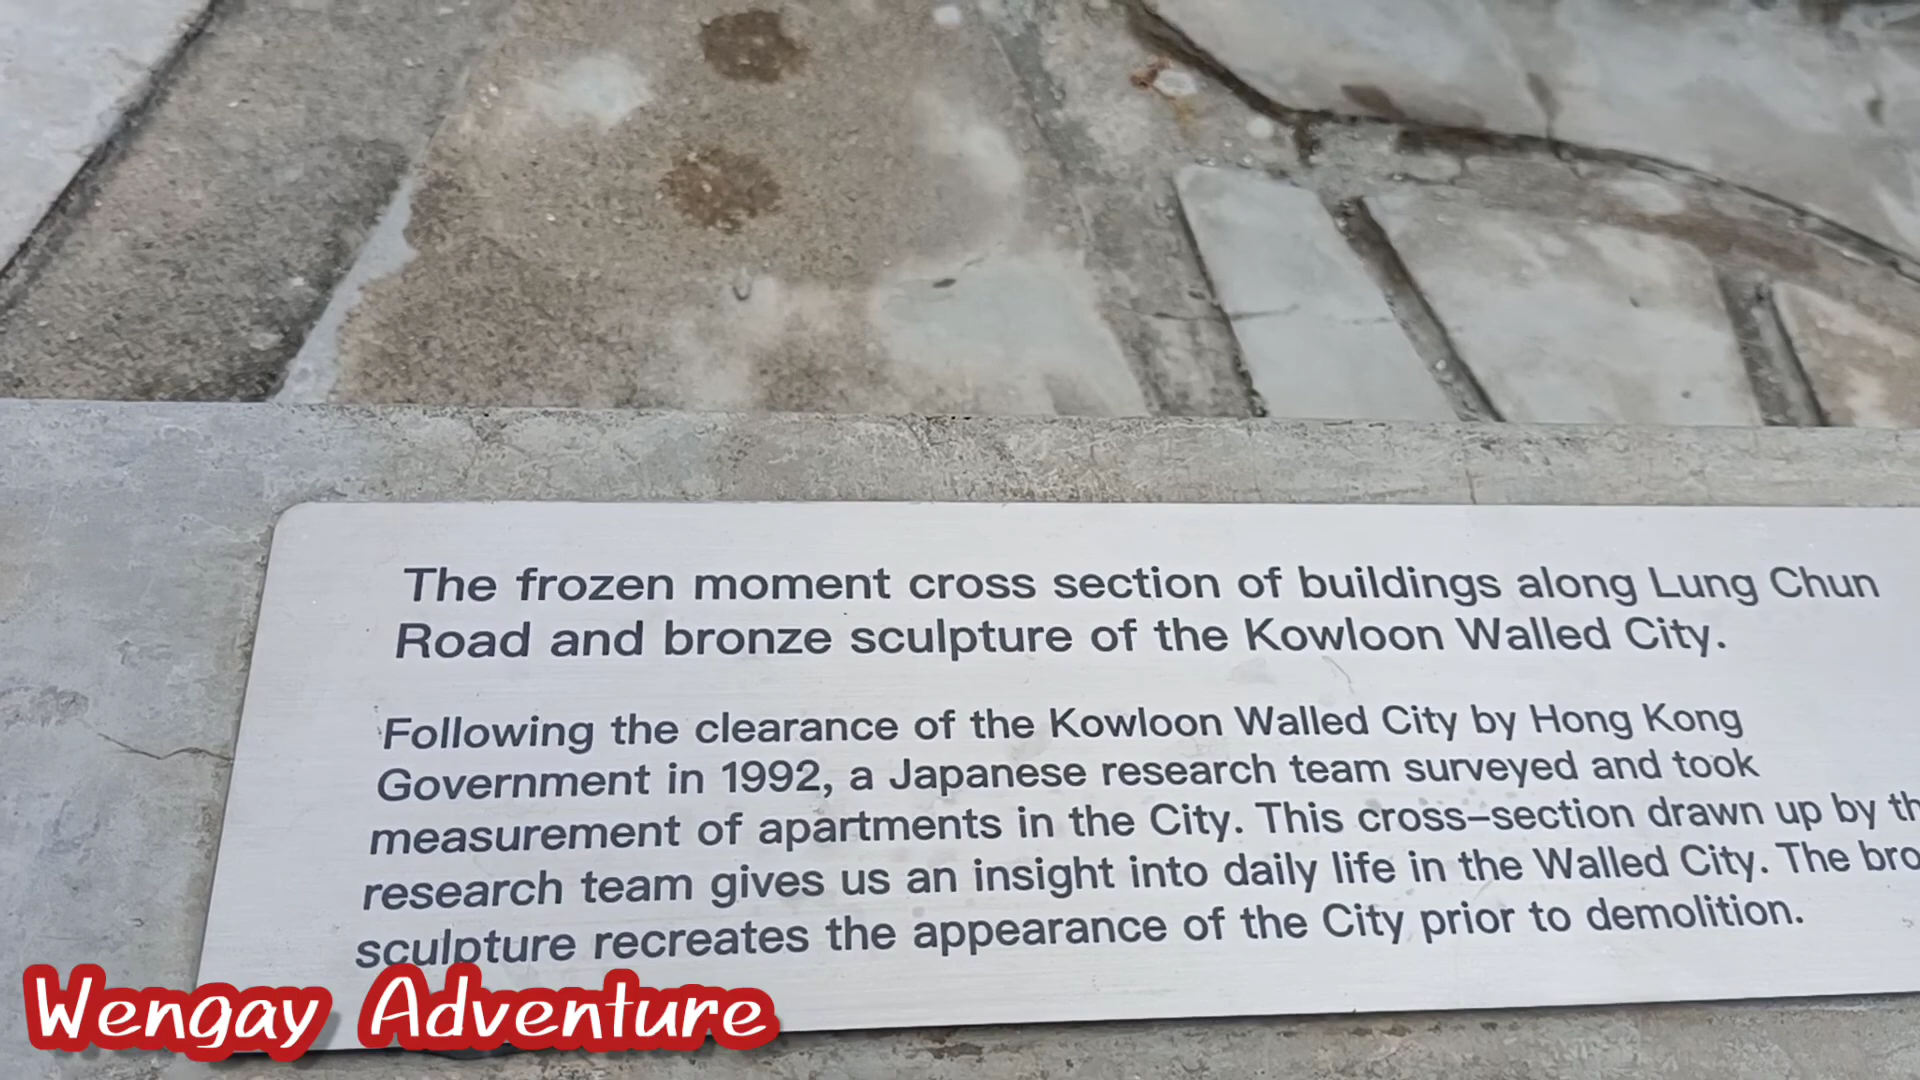 The frozen moment cross section of buildings along Lung Chun
Road and bronze sculpture of the Kowloon Walled City.
Following the clearance of the Kowloon Walled City by Hong Kong
Government in 1992, a Japanese research team surveyed and took
measurement of apartments in the City. This cross-section drawn up by th
research team gives us an insight into daily life in the Walled City. The bro
sculpture recreates the appearance of the City prior to demolition.
Wengay Adventure